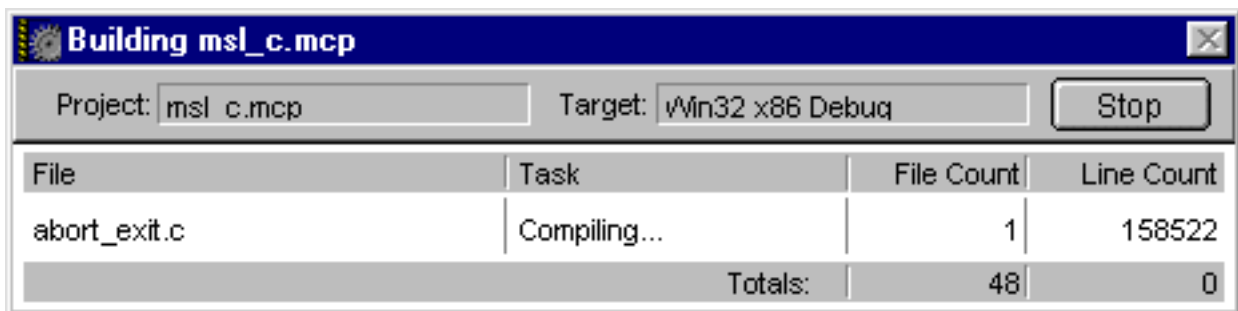 Building msl_c.mcp
Project: msl_c.mcp Target: Win32 x86 Debug Stop
File Task File Count Line Count
abort_exit.c Compiling... 1 158522
Totals: 48 0